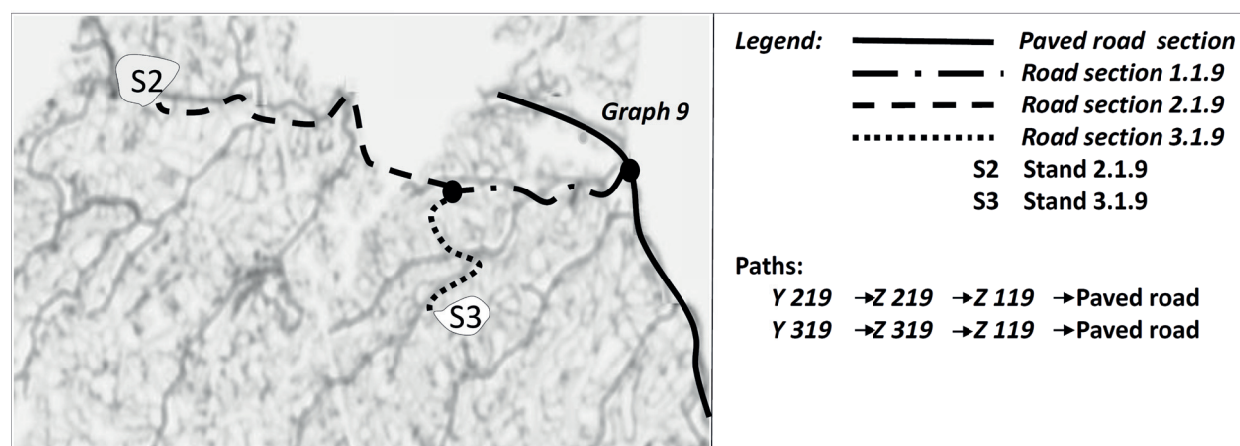 S2
Graph 9
S3
Legend:
Paved road section
Road section 1.1.9
Road section 2.1.9
Road section 3.1.9
S2 Stand 2.1.9
S3 Stand 3.1.9
Paths:
Y 219 →Z 219 →Z 119 →Paved road
Y 319 →Z 319 →Z 119 →Paved road